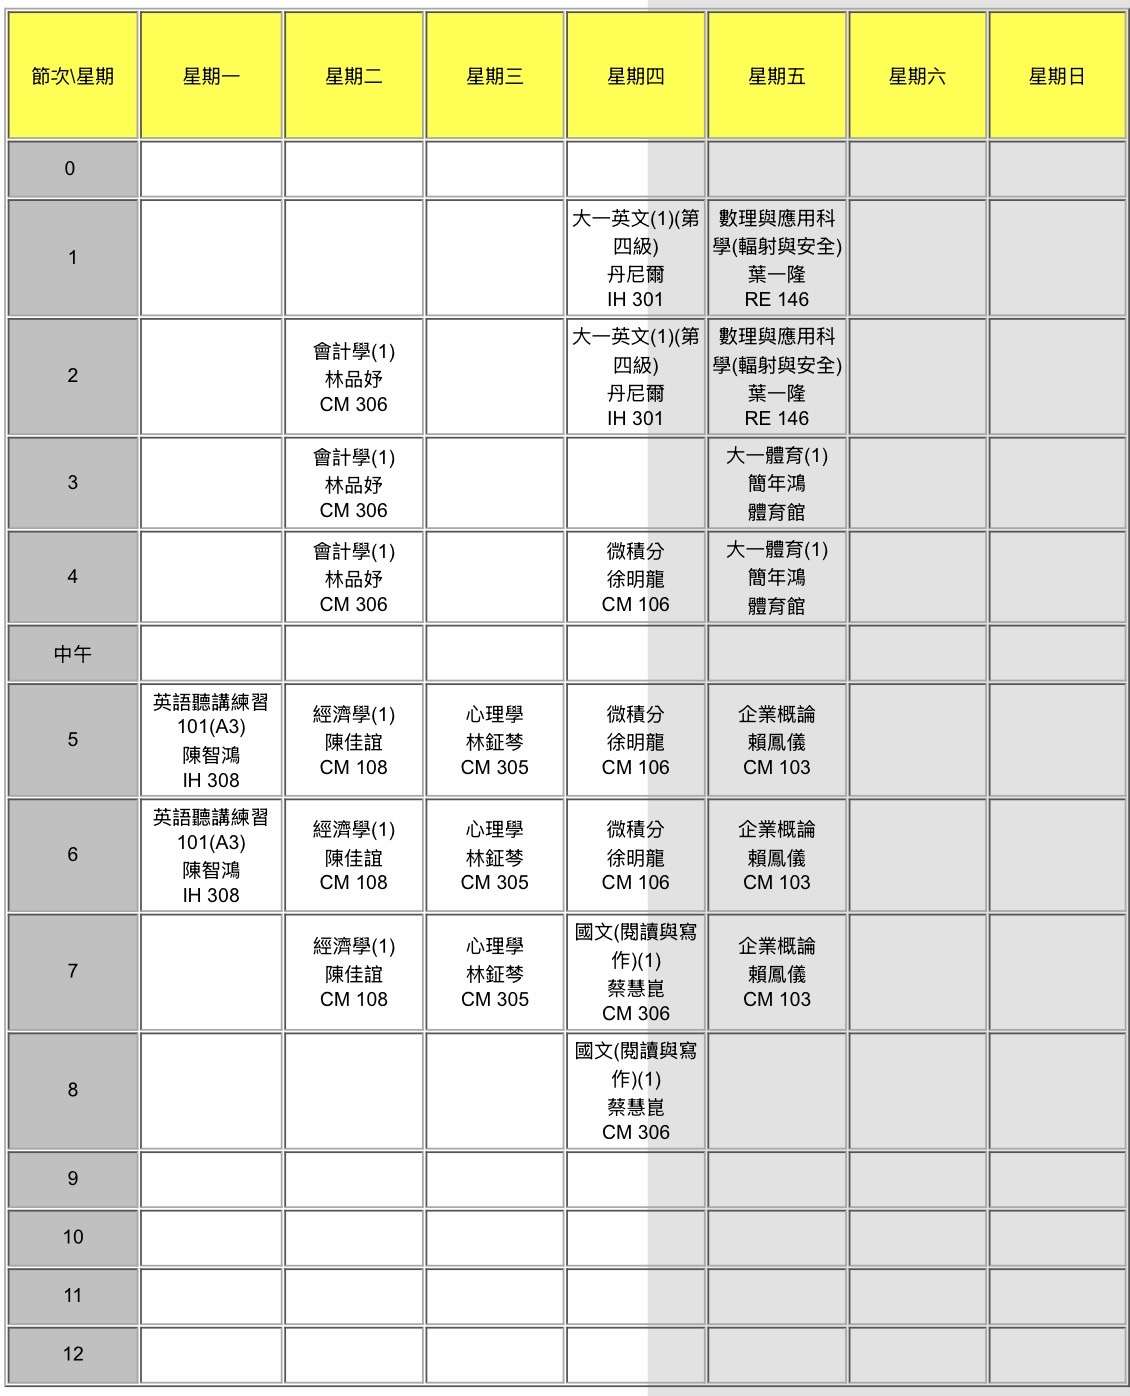 節次\星期 星期一 星期二 星期三 星期四 星期五 星期六 星期日
0
1
大一英文(1)(第
四級)
丹尼爾
IH 301
數理與應用科
學(輻射與安全)
葉一隆
RE 146
2
會計學(1)
林品妤
CM 306
大一英文(1)(第
四級)
丹尼爾
IH 301
數理與應用科
學(輻射與安全)
葉一隆
RE 146
3
會計學(1)
林品妤
CM 306
大一體育(1)
簡年鴻
體育館
4
會計學(1)
林品妤
CM 306
微積分
徐明龍
CM 106
大一體育(1)
簡年鴻
體育館
中午
5
英語聽講練習
101(A3)
陳智鴻
IH 308
經濟學(1)
陳佳誼
CM 108
心理學
林鉦棽
CM 305
微積分
徐明龍
CM 106
企業概論
賴鳳儀
CM 103
6
英語聽講練習
101(A3)
陳智鴻
IH 308
經濟學(1)
陳佳誼
CM 108
心理學
林鉦棽
CM 305
微積分
徐明龍
CM 106
企業概論
賴鳳儀
CM 103
7
經濟學(1)
陳佳誼
CM 108
心理學
林鉦棽
CM 305
國文(閱讀與寫
作)(1)
蔡慧崑
CM 306
企業概論
賴鳳儀
CM 103
8
國文(閱讀與寫
作)(1)
蔡慧崑
CM 306
9
10
11
12